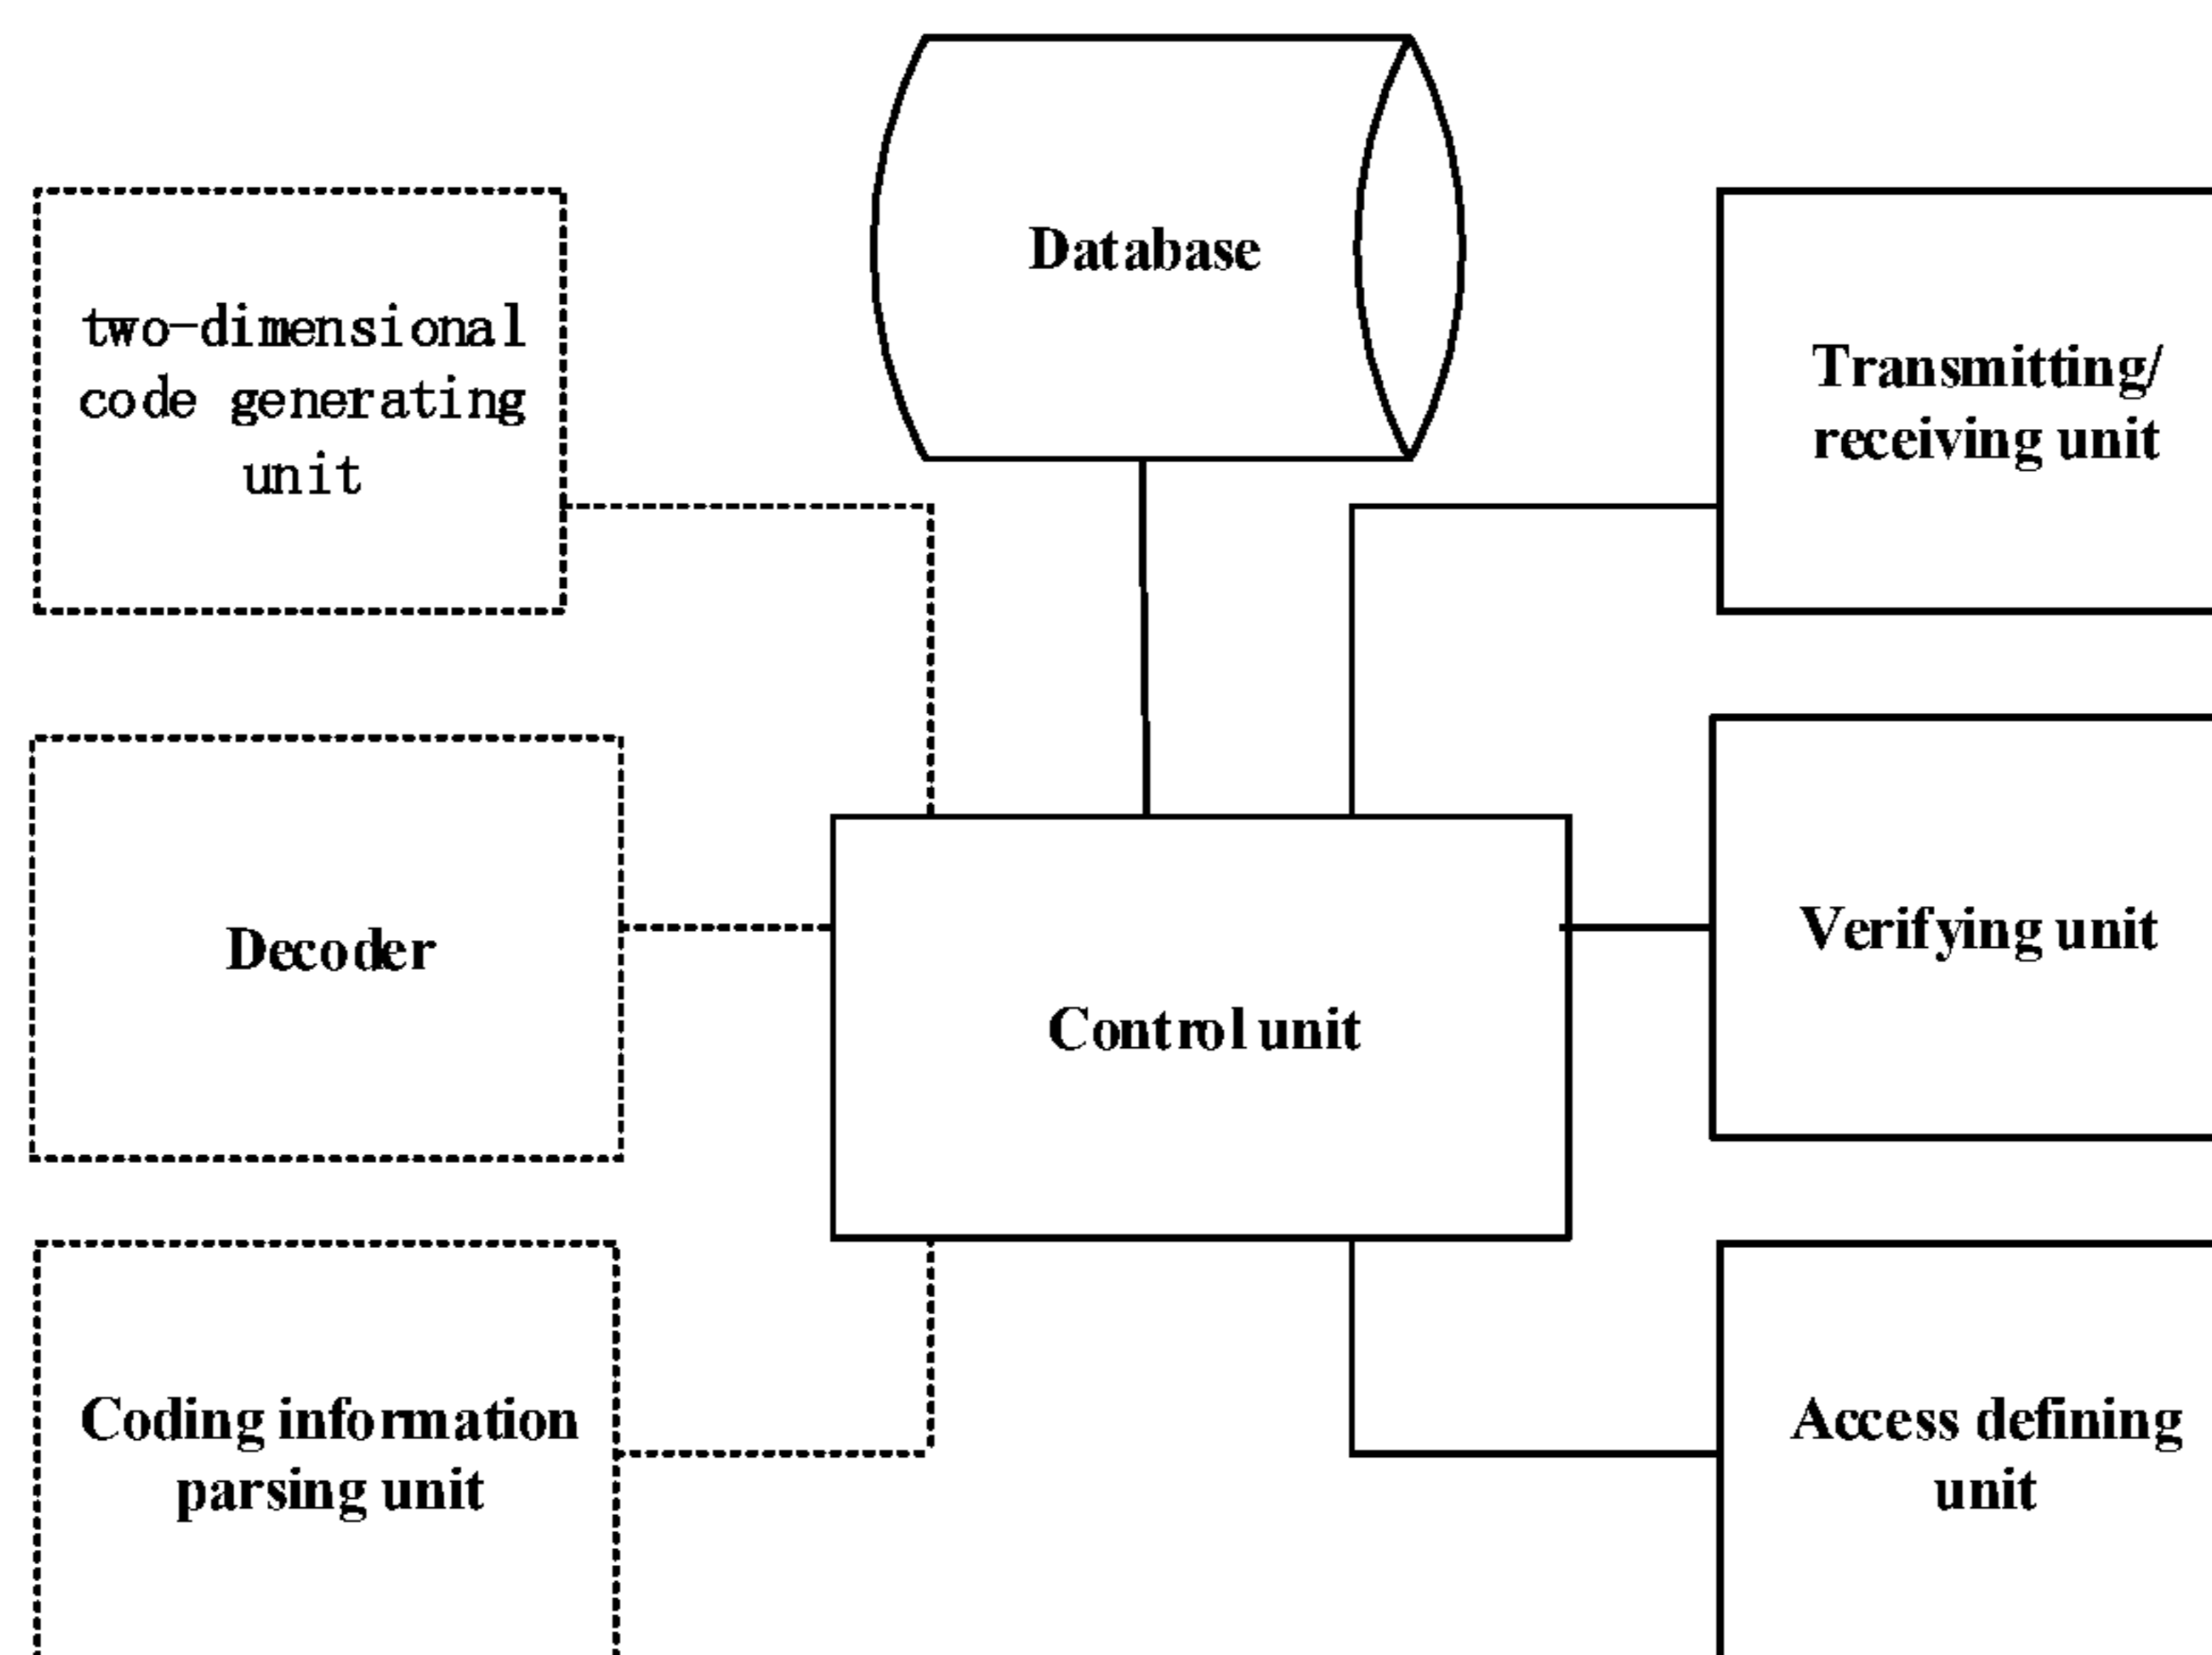 Database
two-dimensional
code generating
unit
Transmitting/
receiving unit
Decoder
Control unit
Verifying unit
Coding information
parsing unit
Access defining
unit